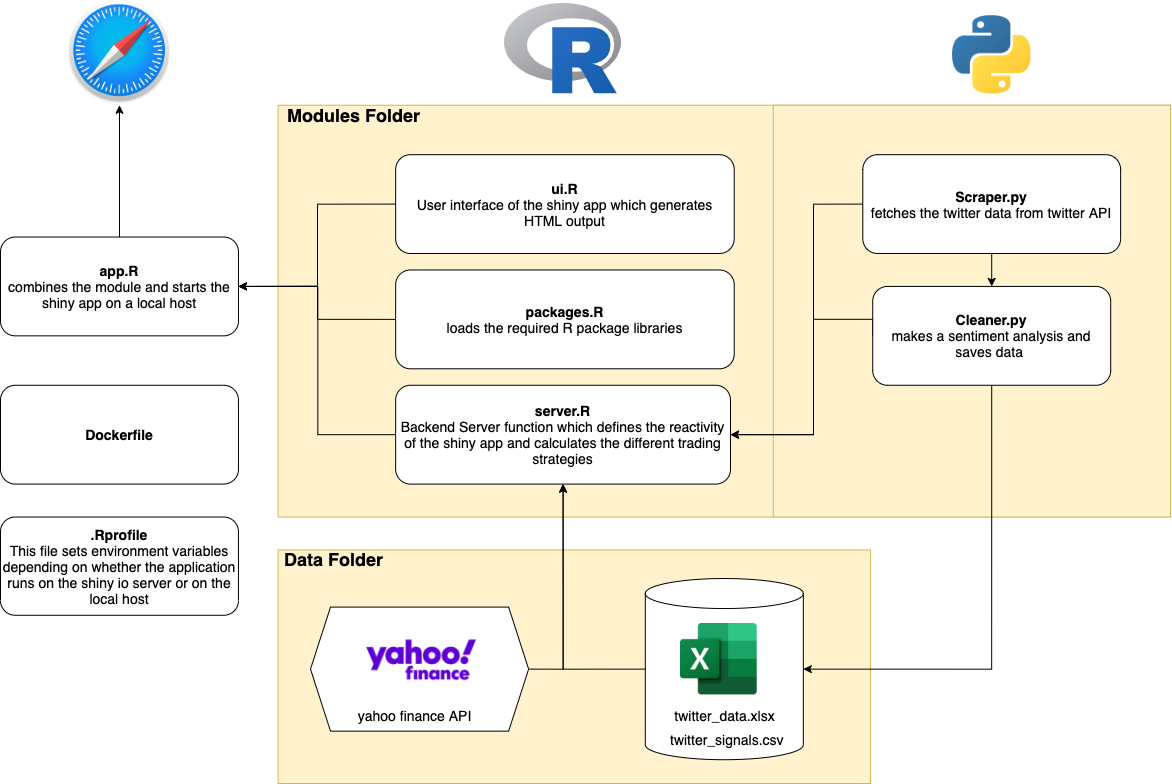 R
Modules Folder
ui.R
User interface of the shiny app which generates
HTML output
Scraper.py
fetches the twitter data from twitter API
app.R
combines the module and starts the
shiny app on a local host
packages.R
loads the required R package libraries
Cleaner.py
makes a sentiment analysis and
saves data
server.R
Backend Server function which defines the reactivity
of the shiny app and calculates the different trading
strategies
Dockerfile
.Rprofile
This file sets environment variables
depending on whether the application
runs on the shiny io server or on the
local host
Data Folder
yahoo!
finance
yahoo finance API
X
twitter_data.xlsx
twitter_signals.csv